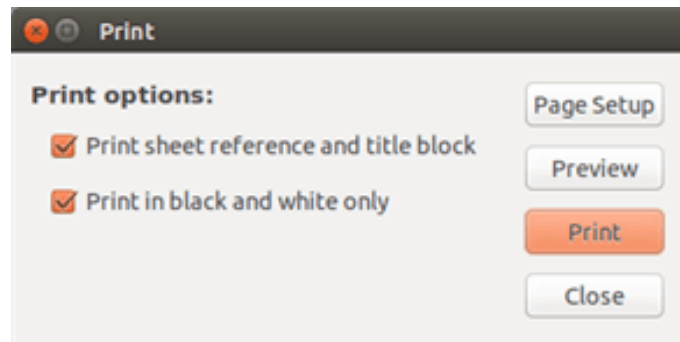 Print
Print options:
Print sheet reference and title block
Print in black and white only
Page Setup
Preview
Print
Close